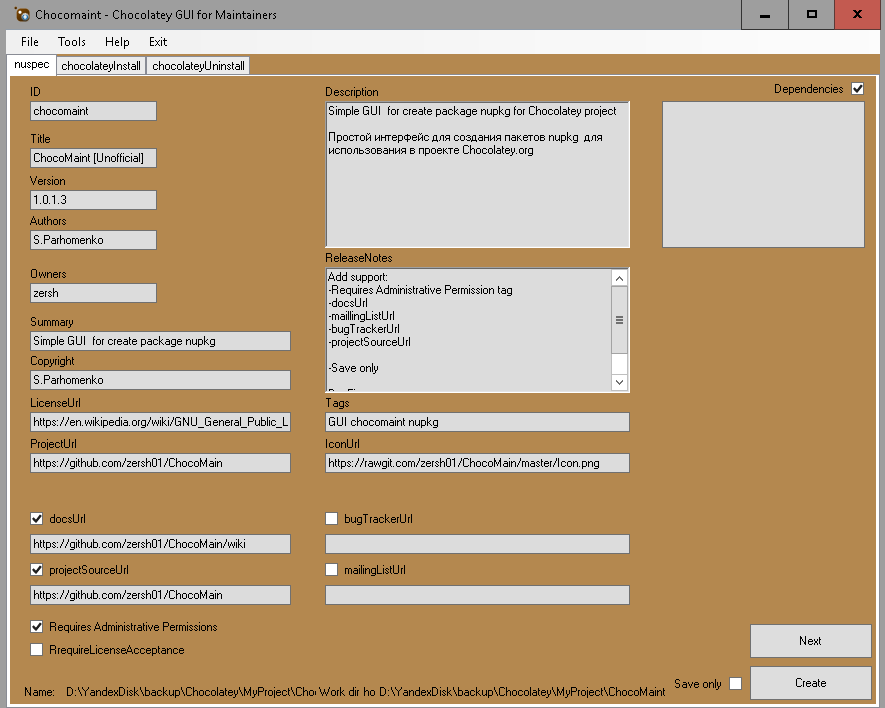 Chocomaint - Chocolatey GUI for Maintainers
File Tools Help Exit
nuspec chocolateyInstall chocolateyUninstall
ID
chocomaint
Title
ChocoMaint [Unofficial]
Version
1.0.1.3
Authors
S.Parhomenko
Owners
zersh
Summary
Simple GUI for create package nupkg
Copyright
S.Parhomenko
LicenseUrl
https://en.wikipedia.org/wiki/GNU_General_Public_L
ProjectUrl
https://github.com/zersh01/ChocoMain
Description
Simple GUI for create package nupkg for Chocolatey project
Простой интерфейс для создания пакетов nupkg для
использования в проекте Chocolatey.org
ReleaseNotes
Add support:
-Requires Administrative Permission tag
-docsUrl
-maillingListUrl
-bugTrackerUrl
-projectSourceUrl
-Save only
Tags
GUI chocomaint nupkg
IconUrl
https://rawgit.com/zersh01/ChocoMain/master/Icon.png
Dependencies
docsUrl
https://github.com/zersh01/ChocoMain/wiki
projectSourceUrl
https://github.com/zersh01/ChocoMain
bugTrackerUrl
mailingListUrl
Requires Administrative Permissions
RrequireLicenseAcceptance
Next
Save only
Create
Name: D:\YandexDisk\backup\Chocolatey\MyProject\Choc Work dir ho D:\YandexDisk\backup\Chocolatey\MyProject\ChocoMaint